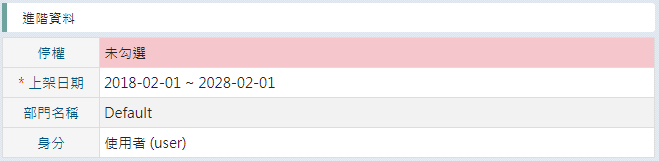 進階資料
停權 未勾選
* 上架日期 2018-02-01 ~ 2028-02-01
部門名稱 Default
身分 使用者 (user)